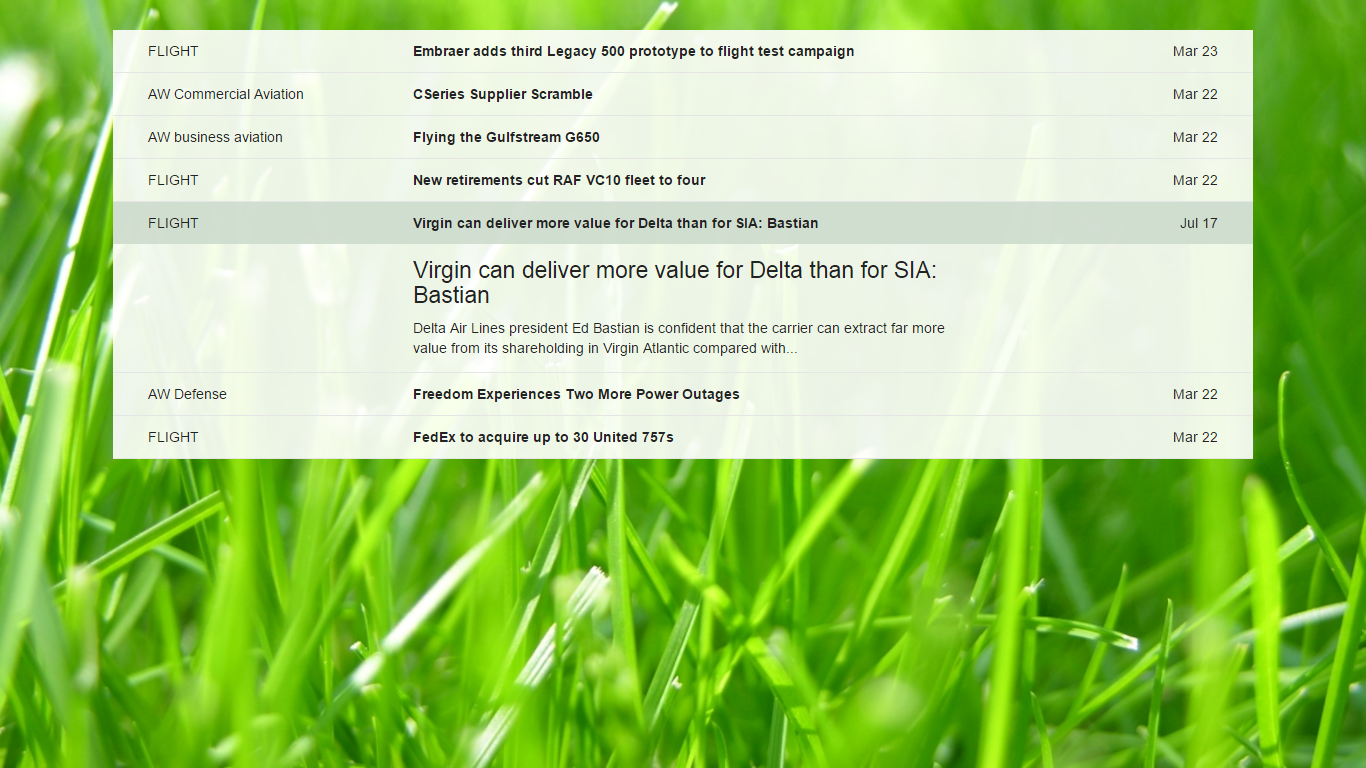 FLIGHT Embraer adds third Legacy 500 prototype to flight test campaign Mar 23
AW Commercial Aviation CSeries Supplier Scramble Mar 22
AW business aviation Flying the Gulfstream G650 Mar 22
FLIGHT New retirements cut RAF VC10 fleet to four Mar 22
FLIGHT Virgin can deliver more value for Delta than for SIA: Bastian Jul 17
Virgin can deliver more value for Delta than for SIA:
Bastian
Delta Air Lines president Ed Bastian is confident that the carrier can extract far more
value from its shareholding in Virgin Atlantic compared with...
AW Defense Freedom Experiences Two More Power Outages Mar 22
FLIGHT FedEx to acquire up to 30 United 757s Mar 22